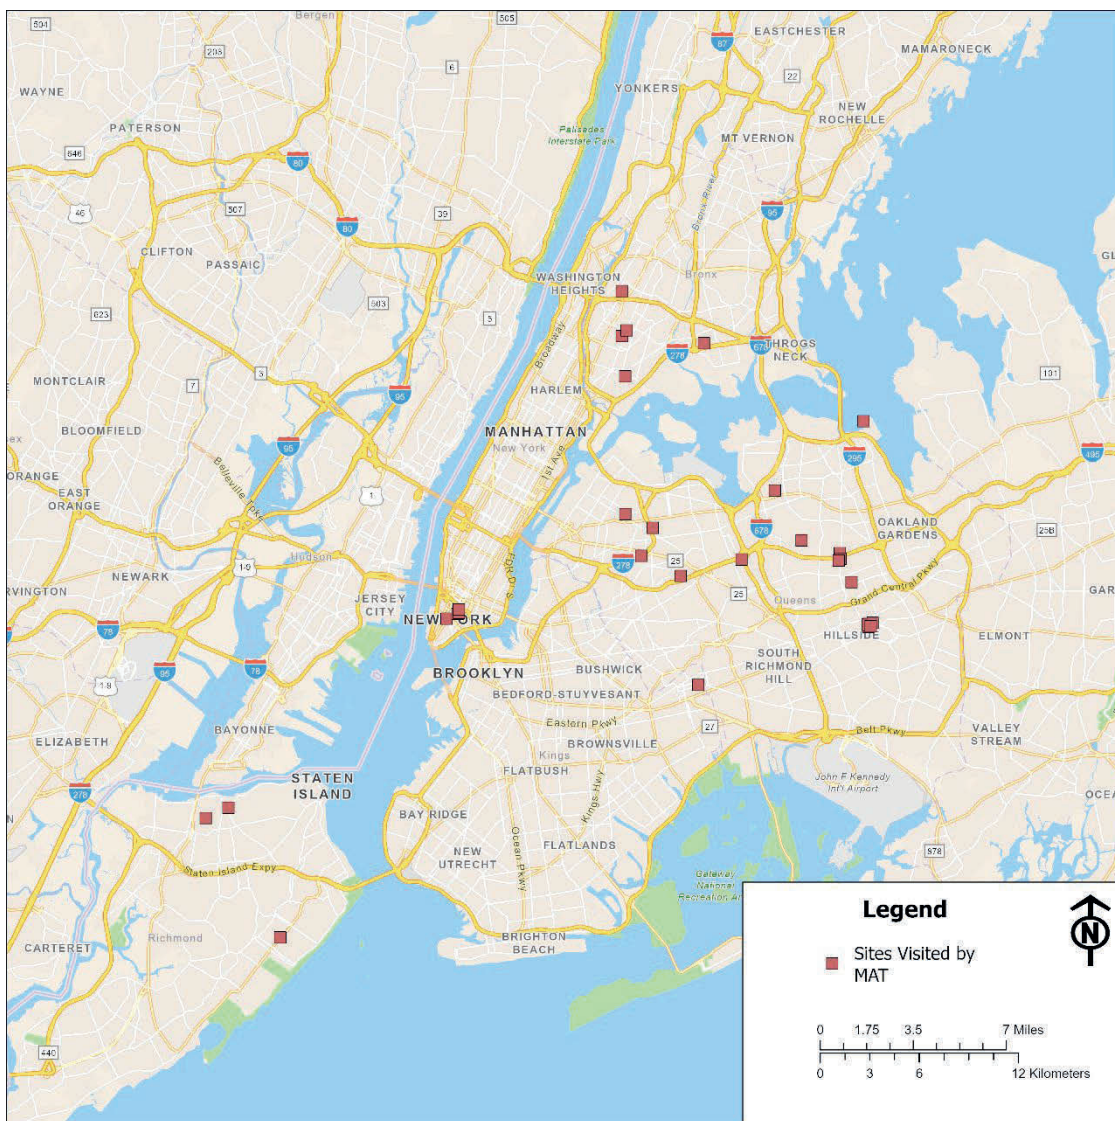 504
Bergen
505
203
6
87
EASTCHESTER
MAMARONECK
WAYNE
YONKERS
22
NEW
ROCHELLE
PATERSON
Palisades
Interstate Park
MT VERNON
646
80
Bronx River
46
507
39
80
95
CLIFTON
PASSAIC
Bronx
WASHINGTON
HEIGHTS
503
623
3
Broadway
278
678
THROGS
NECK
MONTCLAIR
7
3
95
HARLEM
101
BLOOMFIELD
MANHATTAN
New York
95
1st Ave
295
495
ORANGE
EAST
ORANGE
Belleville Tpke
1
678
OAKLAND
GARDENS
25B
Hudson
NEWARK
1-9
FDR Dr S
278
25
25
Grand Central Pkwy
Queens
JERSEY
CITY
NEW YORK
78
HILLSIDE
ELMONT
1-9
95
78
BROOKLYN
BUSHWICK
SOUTH
RICHMOND
HILL
BEDFORD-STUYVESANT
Eastern Pkwy
27
Belt Pkwy
VALLEY
STREAM
BAYONNE
ELIZABETH
BROWNSVILLE
Kings
FLATBUSH
STATEN
ISLAND
John F Kennedy
Int'l Airport
278
Kings Hwy
BAY RIDGE
Ocean Pkwy
FLATLANDS
NEW
UTRECHT
878
Staten Island Expy
Gateway
National
CARTERET
Richmond
BRIGHTON
BEACH
440
Legend
N
Sites Visited by
MAT
0 1.75 3.5 7 Miles
0 3 6 12 Kilometers